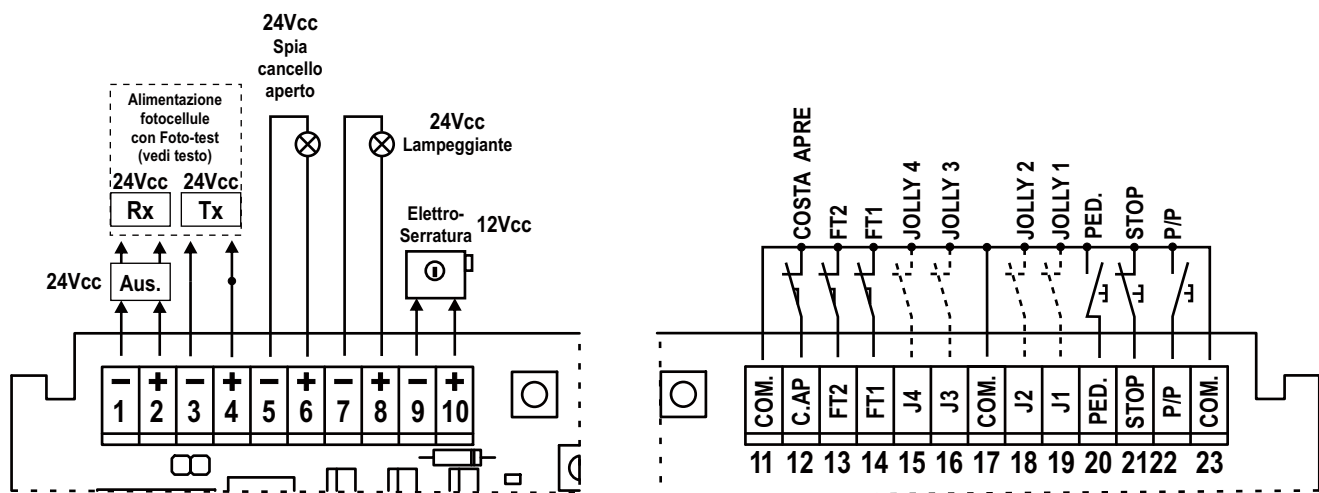 24Vcc
Spia
cancello
aperto
Alimentazione
fotocellule
con Foto-test
(vedi testo)
24Vcc 24Vcc
Rx Tx
24Vcc Aus.
24Vcc
Lampeggiante
Elettro-
Serratura 12Vcc
− + − + − + − + − +
1 2 3 4 5 6 7 8 9 10
COSTA APRE
FT2
FT1
JOLLY 4
JOLLY 3
JOLLY 2
JOLLY 1
PED.
STOP
P/P
COM. C.AP FT2 FT1 J4 J3 COM. J2 J1 PED. STOP P/P COM.
11 12 13 14 15 16 17 18 19 20 21 22 23